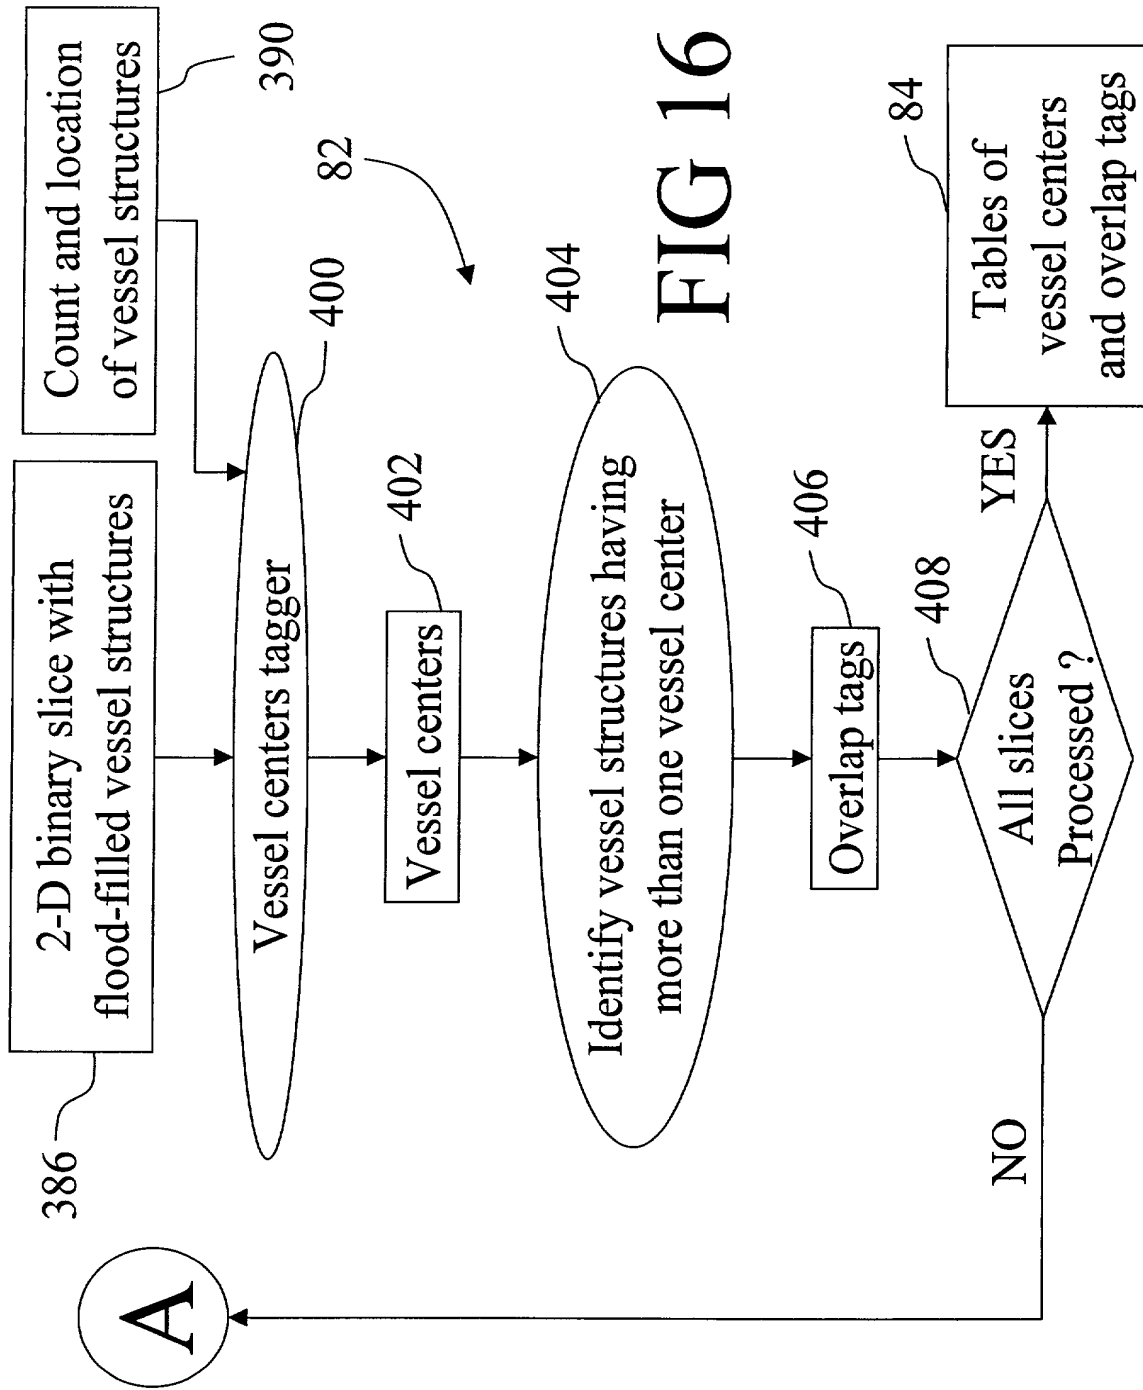 A
386
2-D binary slice with
flood-filled vessel structures
Count and location
of vessel structures
390
Vessel centers tagger
400
82
Vessel centers
402
Identify vessel structures having
more than one vessel center
404
FIG 16
Overlap tags
406
408
All slices
Processed ?
NO
YES
Tables of
vessel centers
and overlap tags
84